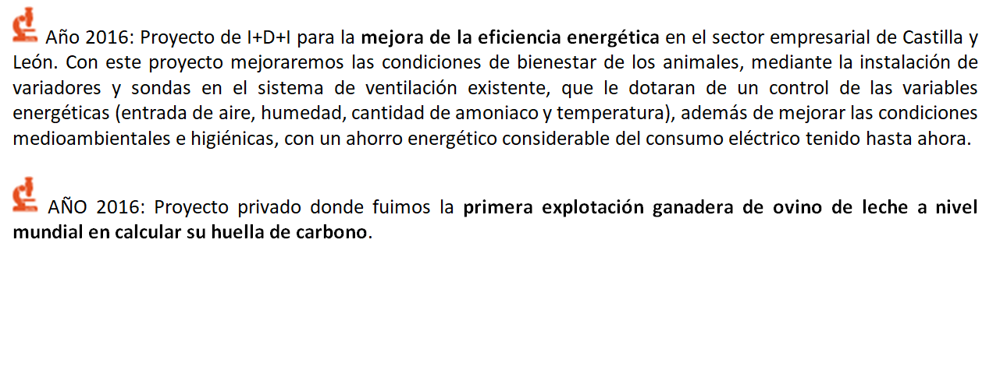 Año 2016: Proyecto de I+D+I para la mejora de la eficiencia energética en el sector empresarial de Castilla y
León. Con este proyecto mejoraremos las condiciones de bienestar de los animales, mediante la instalación de
variadores y sondas en el sistema de ventilación existente, que le dotaran de un control de las variables
energéticas (entrada de aire, humedad, cantidad de amoniaco y temperatura), además de mejorar las condiciones
medioambientales e higiénicas, con un ahorro energético considerable del consumo eléctrico tenido hasta ahora.
AÑO 2016: Proyecto privado donde fuimos la primera explotación ganadera de ovino de leche a nivel
mundial en calcular su huella de carbono.